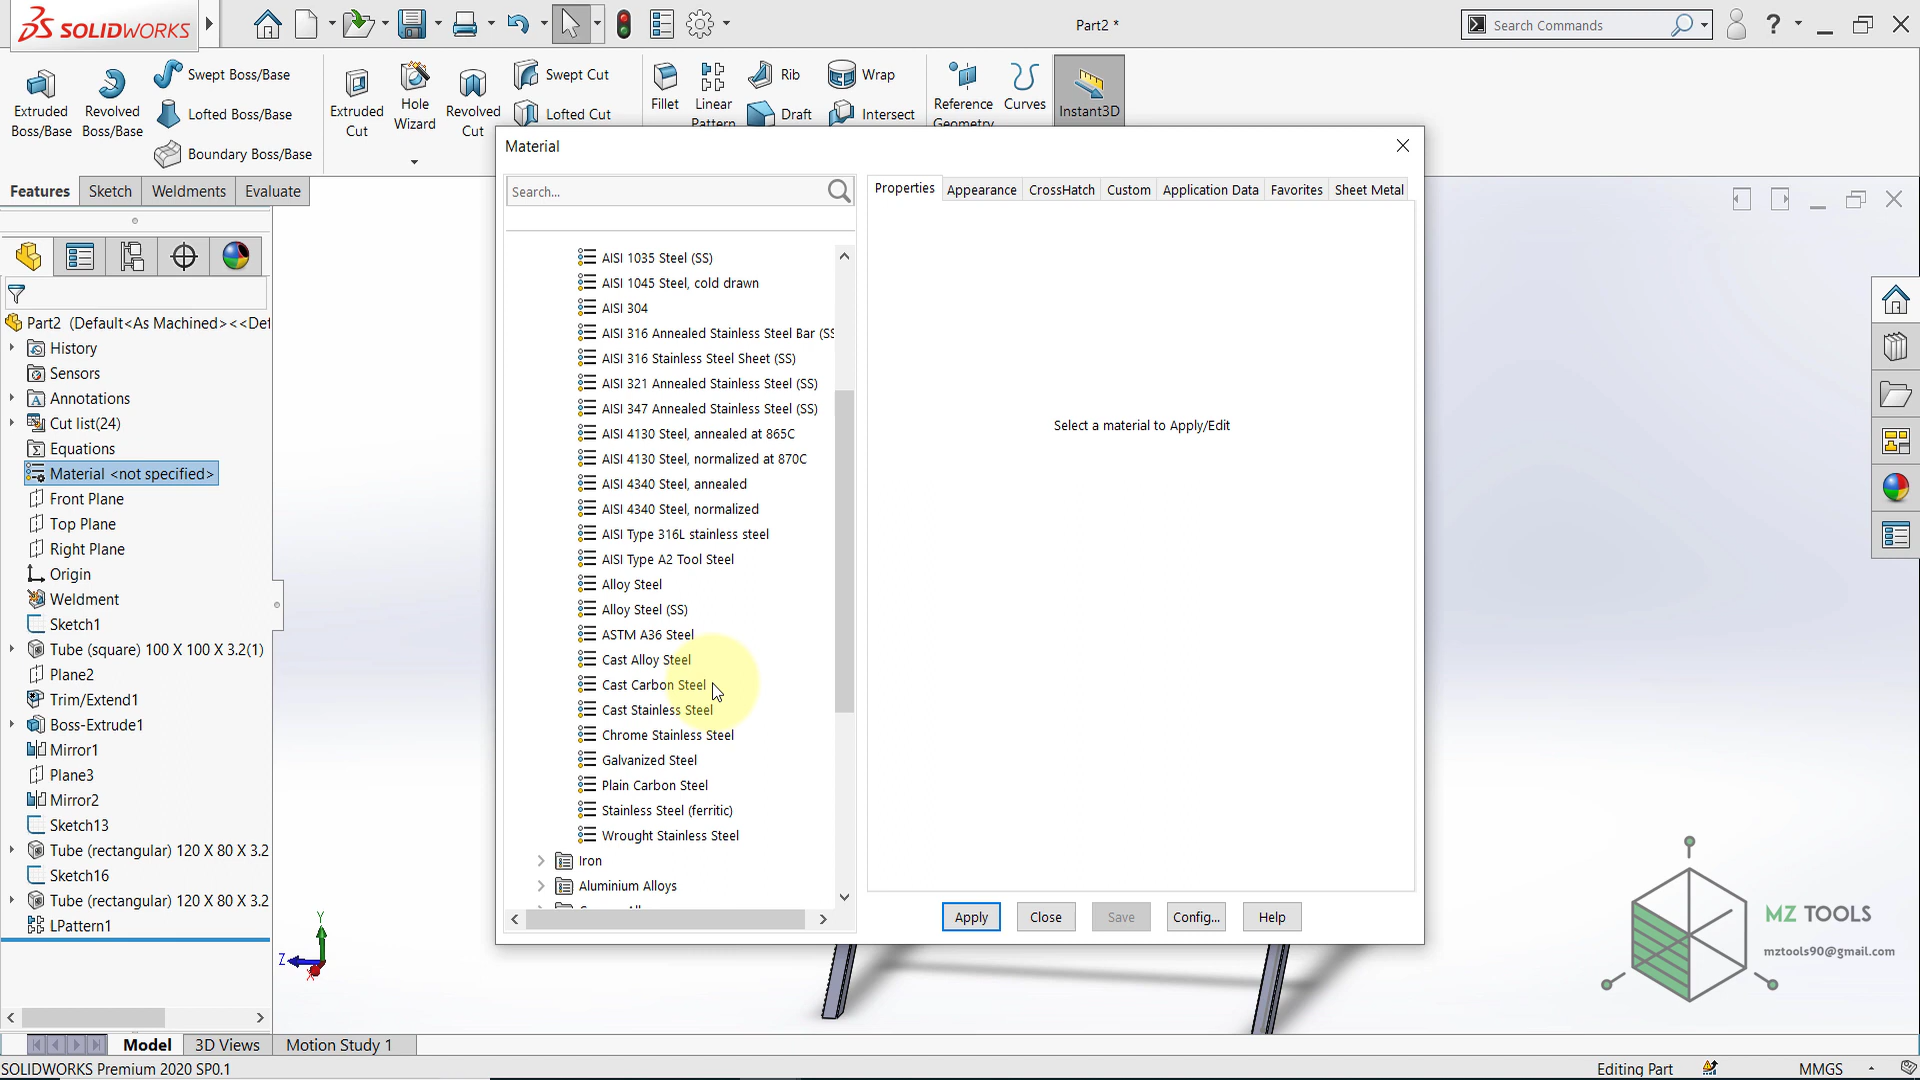 SOLIDWORKS
Part2 *
Search Commands
?
Extruded Boss/Base
Revolved Boss/Base
Swept Boss/Base
Lofted Boss/Base
Boundary Boss/Base
Extruded Cut
Hole Wizard
Revolved Cut
Swept Cut
Lofted Cut
Fillet
Linear Pattern
Rib
Draft
Wrap
Intersect
Reference Geometry
Curves
Instant3D
Features
Sketch
Weldments
Evaluate
Part2 (Default<As Machined><<Def
History
Sensors
Annotations
Cut list(24)
Equations
Material <not specified>
Front Plane
Top Plane
Right Plane
Origin
Weldment
Sketch1
Tube (square) 100 X 100 X 3.2(1)
Plane2
Trim/Extend1
Boss-Extrude1
Mirror1
Plane3
Mirror2
Sketch13
Tube (rectangular) 120 X 80 X 3.2
Sketch16
Tube (rectangular) 120 X 80 X 3.2
LPattern1
Material
Search...
AISI 1035 Steel (SS)
AISI 1045 Steel, cold drawn
AISI 304
AISI 316 Annealed Stainless Steel Bar (SS
AISI 316 Stainless Steel Sheet (SS)
AISI 321 Annealed Stainless Steel (SS)
AISI 347 Annealed Stainless Steel (SS)
AISI 4130 Steel, annealed at 865C
AISI 4130 Steel, normalized at 870C
AISI 4340 Steel, annealed
AISI 4340 Steel, normalized
AISI Type 316L stainless steel
AISI Type A2 Tool Steel
Alloy Steel
Alloy Steel (SS)
ASTM A36 Steel
Cast Alloy Steel
Cast Carbon Steel
Cast Stainless Steel
Chrome Stainless Steel
Galvanized Steel
Plain Carbon Steel
Stainless Steel (ferritic)
Wrought Stainless Steel
Iron
Aluminium Alloys
Properties
Appearance
CrossHatch
Custom
Application Data
Favorites
Sheet Metal
Select a material to Apply/Edit
Apply
Close
Save
Config...
Help
Y
Z
X
MZ TOOLS
mztools90@gmail.com
Model
3D Views
Motion Study 1
SOLIDWORKS Premium 2020 SP0.1
Editing Part
MMGS